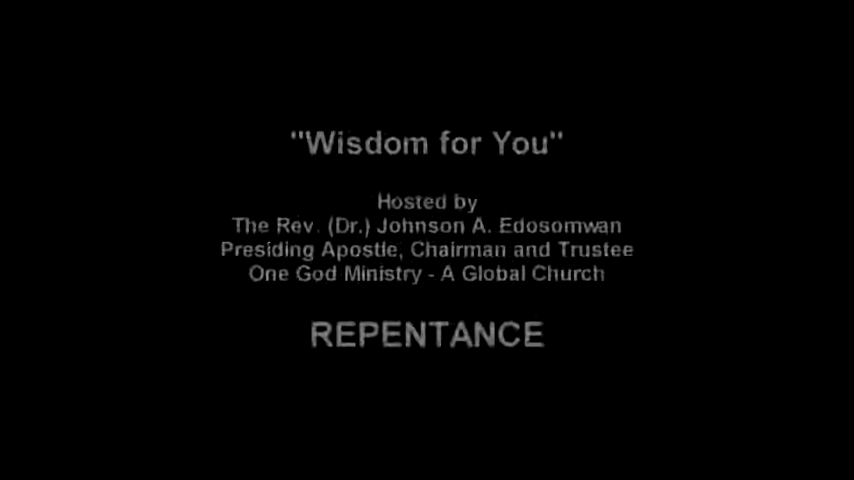 "Wisdom for You"
Hosted by
The Rev. (Dr.) Johnson A. Edosomwan
Presiding Apostle, Chairman and Trustee
One God Ministry - A Global Church
REPENTANCE